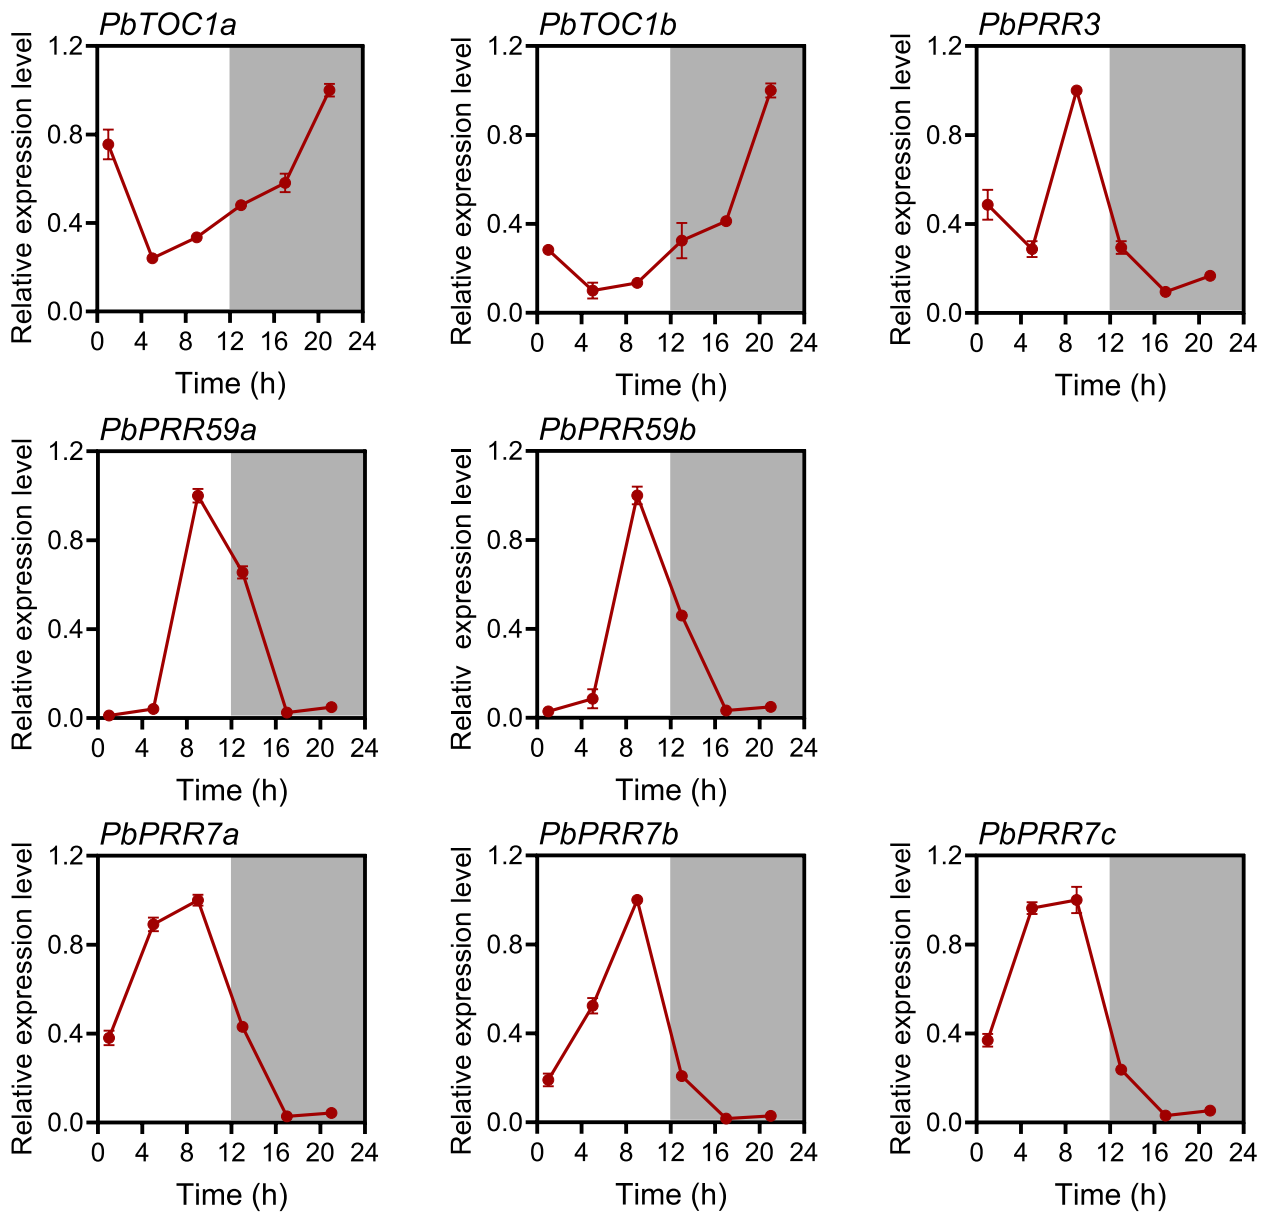 PbTOC1a
Relative expression level
1.2
0.8
0.4
0.0
0 4 8 12 16 20 24
Time (h)
PbTOC1b
Relative expression level
1.2
0.8
0.4
0.0
0 4 8 12 16 20 24
Time (h)
PbPRR3
Relative expression level
1.2
0.8
0.4
0.0
0 4 8 12 16 20 24
Time (h)
PbPRR59a
Relative expression level
1.2
0.8
0.4
0.0
0 4 8 12 16 20 24
Time (h)
PbPRR59b
Relativ expression level
1.2
0.8
0.4
0.0
0 4 8 12 16 20 24
Time (h)
PbPRR7a
Relative expression level
1.2
0.8
0.4
0.0
0 4 8 12 16 20 24
Time (h)
PbPRR7b
Relative expression level
1.2
0.8
0.4
0.0
0 4 8 12 16 20 24
Time (h)
PbPRR7c
Relative expression level
1.2
0.8
0.4
0.0
0 4 8 12 16 20 24
Time (h)